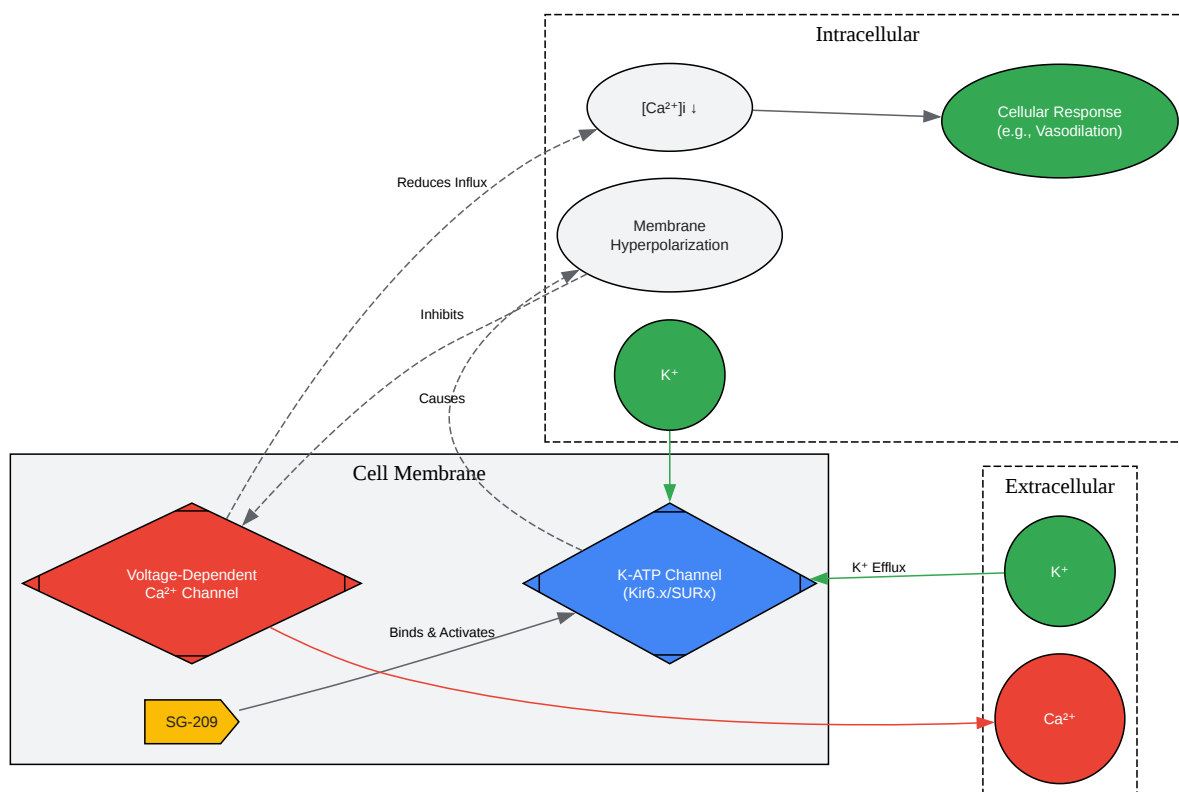 Intracellular
[Ca²⁺]i ↓
Cellular Response
(e.g., Vasodilation)
Reduces Influx
Membrane
Hyperpolarization
Inhibits
K⁺
Causes
Cell Membrane
Extracellular
Voltage-Dependent
Ca²⁺ Channel
K-ATP Channel
(Kir6.x/SURx)
K⁺ Efflux
K⁺
Binds & Activates
SG-209
Ca²⁺